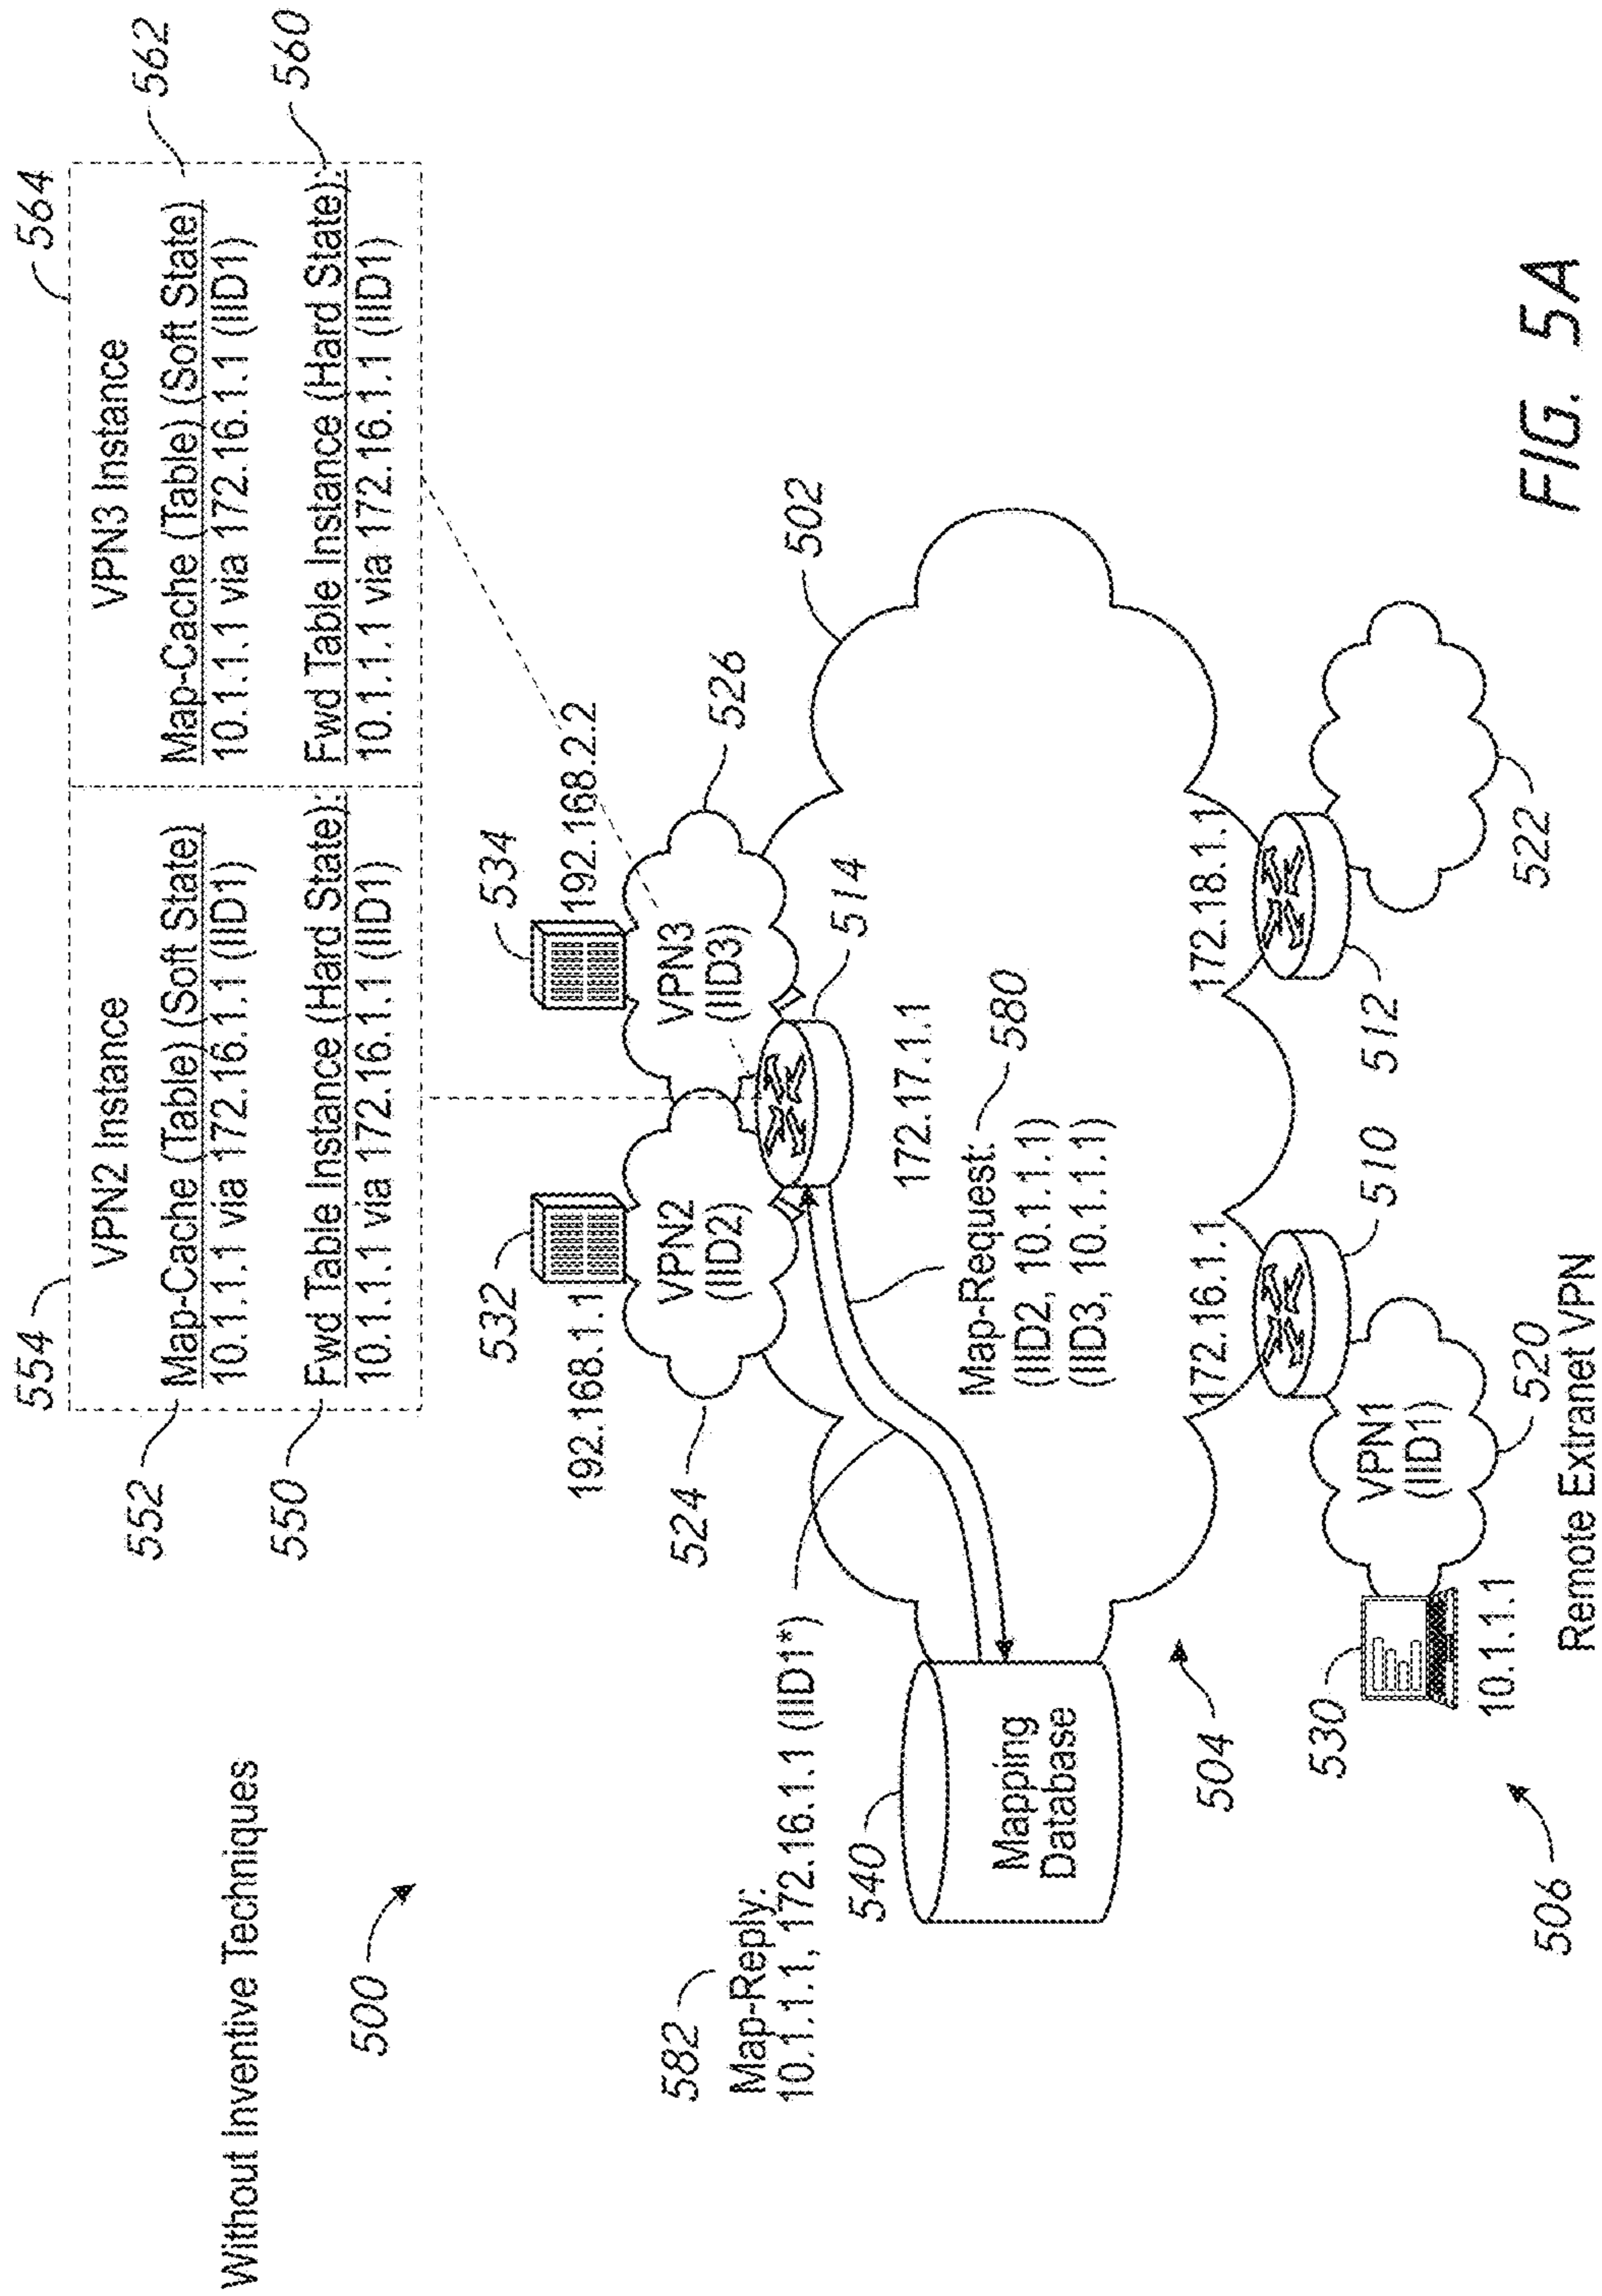 Without Inventive Techniques
500
554
564
VPN2 Instance
VPN3 Instance
552
Map-Cache (Table) (Soft State)
10.1.1.1 via 172.16.1.1 (IID1)
Map-Cache (Table) (Soft State)
10.1.1.1 via 172.16.1.1 (IID1)
562
550
Fwd Table Instance (Hard State):
10.1.1.1 via 172.16.1.1 (IID1)
Fwd Table Instance (Hard State):
10.1.1.1 via 172.16.1.1 (IID1)
560
532
534
192.168.1.1
192.168.2.2
524
VPN2
(IID2)
VPN3
(IID3)
526
582
Map-Reply:
10.1.1.1, 172.16.1.1 (IID1*)
502
514
172.17.1.1
540
Mapping
Database
Map-Request:
580
(IID2, 10.1.1.1)
(IID3, 10.1.1.1)
504
172.16.1.1
172.18.1.1
510
512
530
VPN1
(IID1)
10.1.1.1
520
522
506
Remote Extranet VPN
FIG. 5A